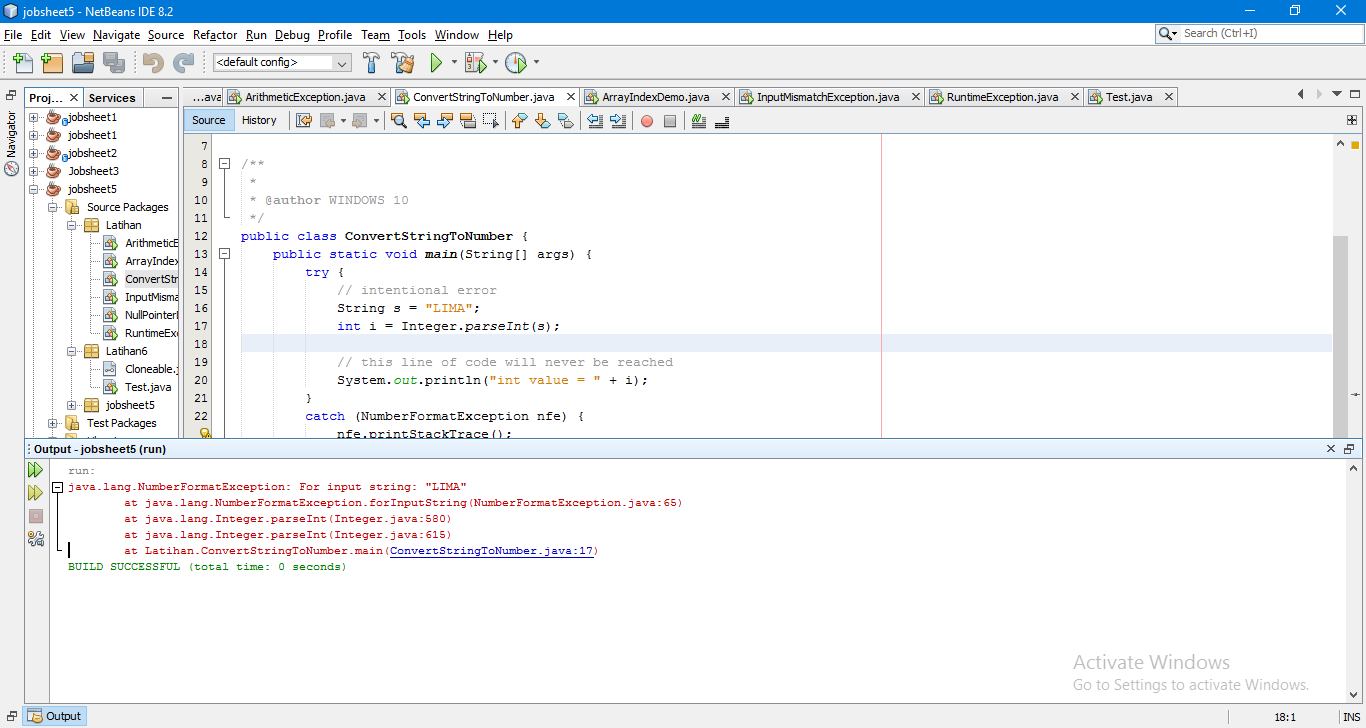 jobsheet5 - NetBeans IDE 8.2
File Edit View Navigate Source Refactor Run Debug Profile Team Tools Window Help
Search (Ctrl+I)
<default config>
Proj... Services
...ava ArithmeticException.java ConvertStringToNumber.java ArrayIndexDemo.java InputMismatchException.java RuntimeException.java Test.java
Navigator
Source History
jobsheet1
jobsheet1
jobsheet2
Jobsheet3
jobsheet5
Source Packages
Latihan
ArithmeticE
ArrayIndex
ConvertStr
InputMisma
NullPointerl
RuntimeExc
Latihan6
Cloneable.
Test.java
jobsheet5
Test Packages
7
8 /**
9 *
10 * @author WINDOWS 10
11 */
12 public class ConvertStringToNumber {
13 public static void main(String[] args) {
14 try {
15 // intentional error
16 String s = "LIMA";
17 int i = Integer.parseInt(s);
18
19 // this line of code will never be reached
20 System.out.println("int value = " + i);
21 }
22 catch (NumberFormatException nfe) {
nfe.printStackTrace();
Output - jobsheet5 (run)
run:
java.lang.NumberFormatException: For input string: "LIMA"
at java.lang.NumberFormatException.forInputString(NumberFormatException.java:65)
at java.lang.Integer.parseInt(Integer.java:580)
at java.lang.Integer.parseInt(Integer.java:615)
at Latihan.ConvertStringToNumber.main(ConvertStringToNumber.java:17)
BUILD SUCCESSFUL (total time: 0 seconds)
Activate Windows
Go to Settings to activate Windows.
Output
18:1 INS